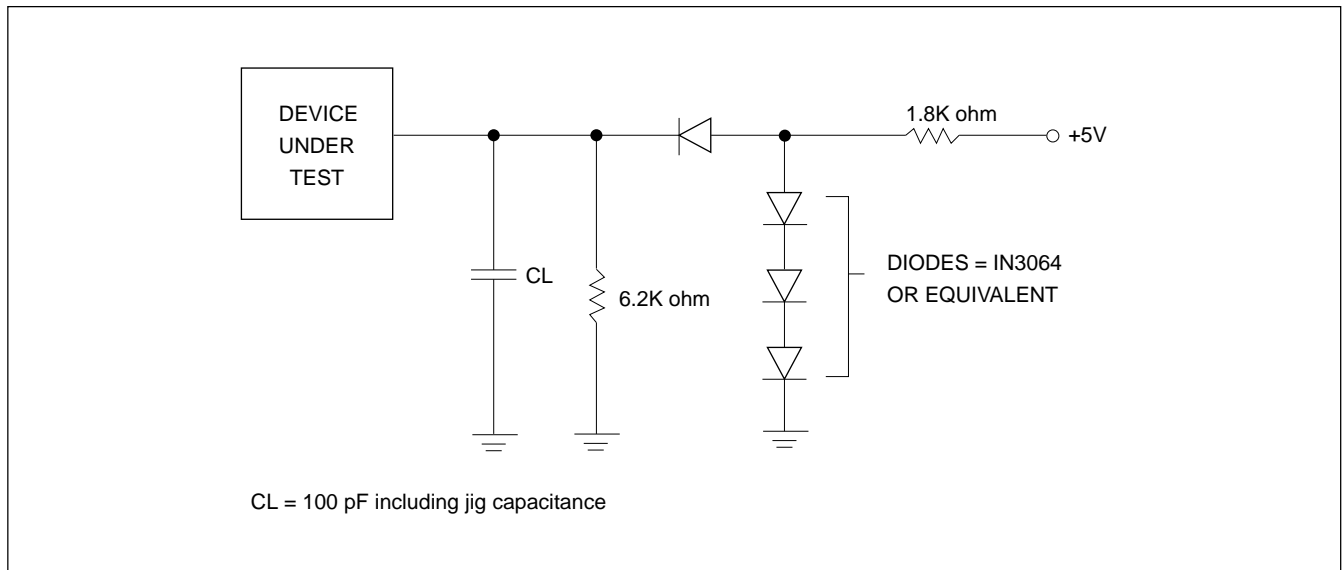 DEVICE
UNDER
TEST
1.8K ohm
+5V
CL
6.2K ohm
DIODES = IN3064
OR EQUIVALENT
CL = 100 pF including jig capacitance